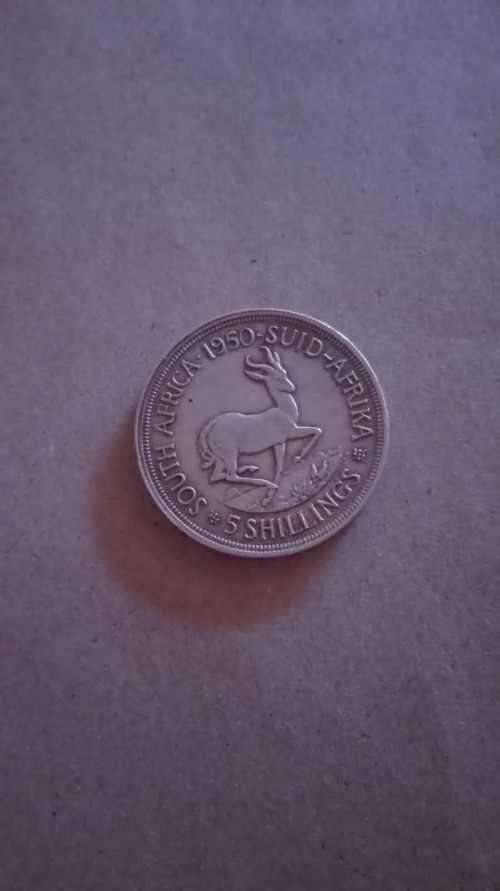 SOUTH AFRICA · 1950 · SUID-AFRIKA
5 SHILLINGS